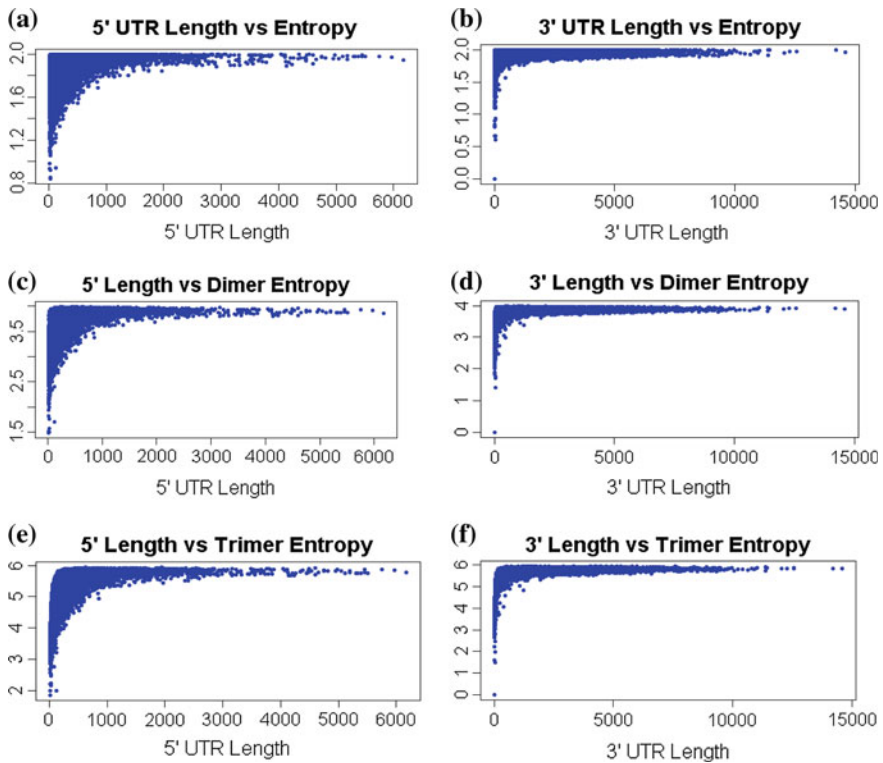 (a)
5' UTR Length vs Entropy
2.0
1.6
1.2
0.8
0 1000 2000 3000 4000 5000 6000
5' UTR Length
(b)
3' UTR Length vs Entropy
2.0
1.5
1.0
0.5
0.0
0 5000 10000 15000
3' UTR Length
(c)
5' Length vs Dimer Entropy
3.5
2.5
1.5
0 1000 2000 3000 4000 5000 6000
5' UTR Length
(d)
3' Length vs Dimer Entropy
4
3
2
1
0
0 5000 10000 15000
3' UTR Length
(e)
5' Length vs Trimer Entropy
6
5
4
3
2
0 1000 2000 3000 4000 5000 6000
5' UTR Length
(f)
3' Length vs Trimer Entropy
6
5
4
3
2
1
0
0 5000 10000 15000
3' UTR Length